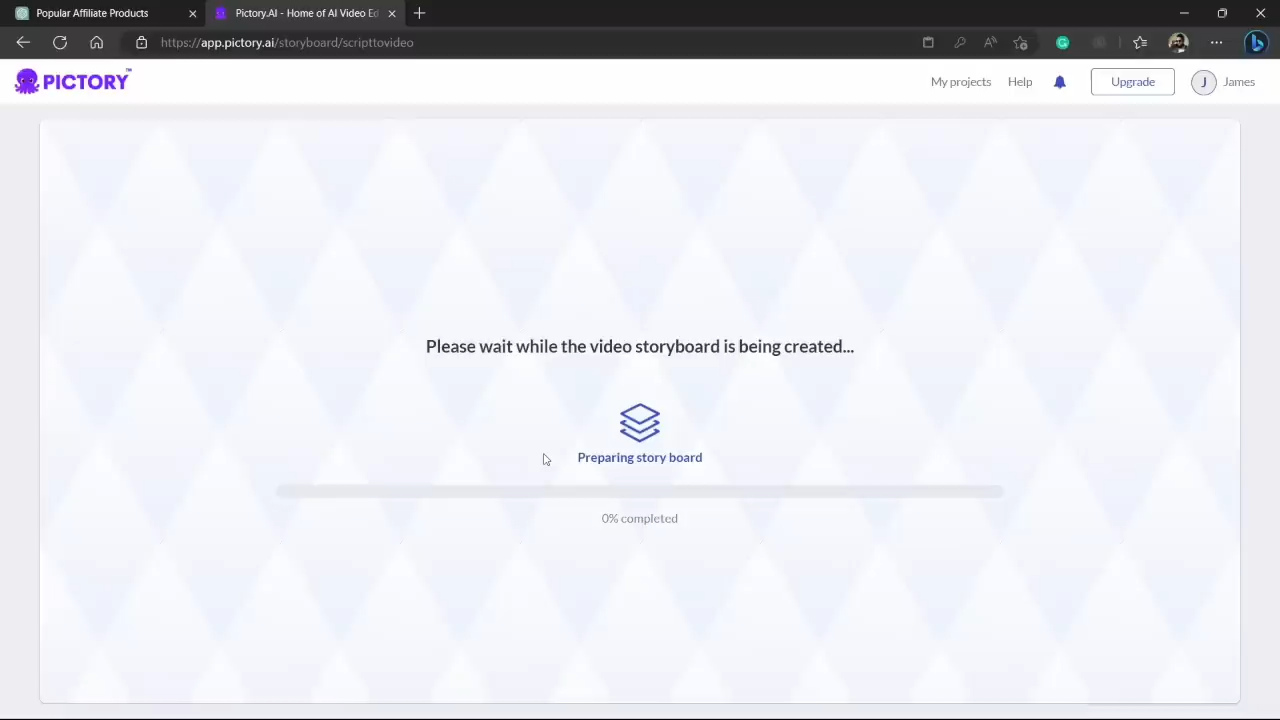 Popular Affiliate Products
Pictory.AI - Home of AI Video Ed
https://app.pictory.ai/storyboard/scripttovideo
PICTORY™
My projects
Help
Upgrade
J
James
Please wait while the video storyboard is being created...
Preparing story board
0% completed